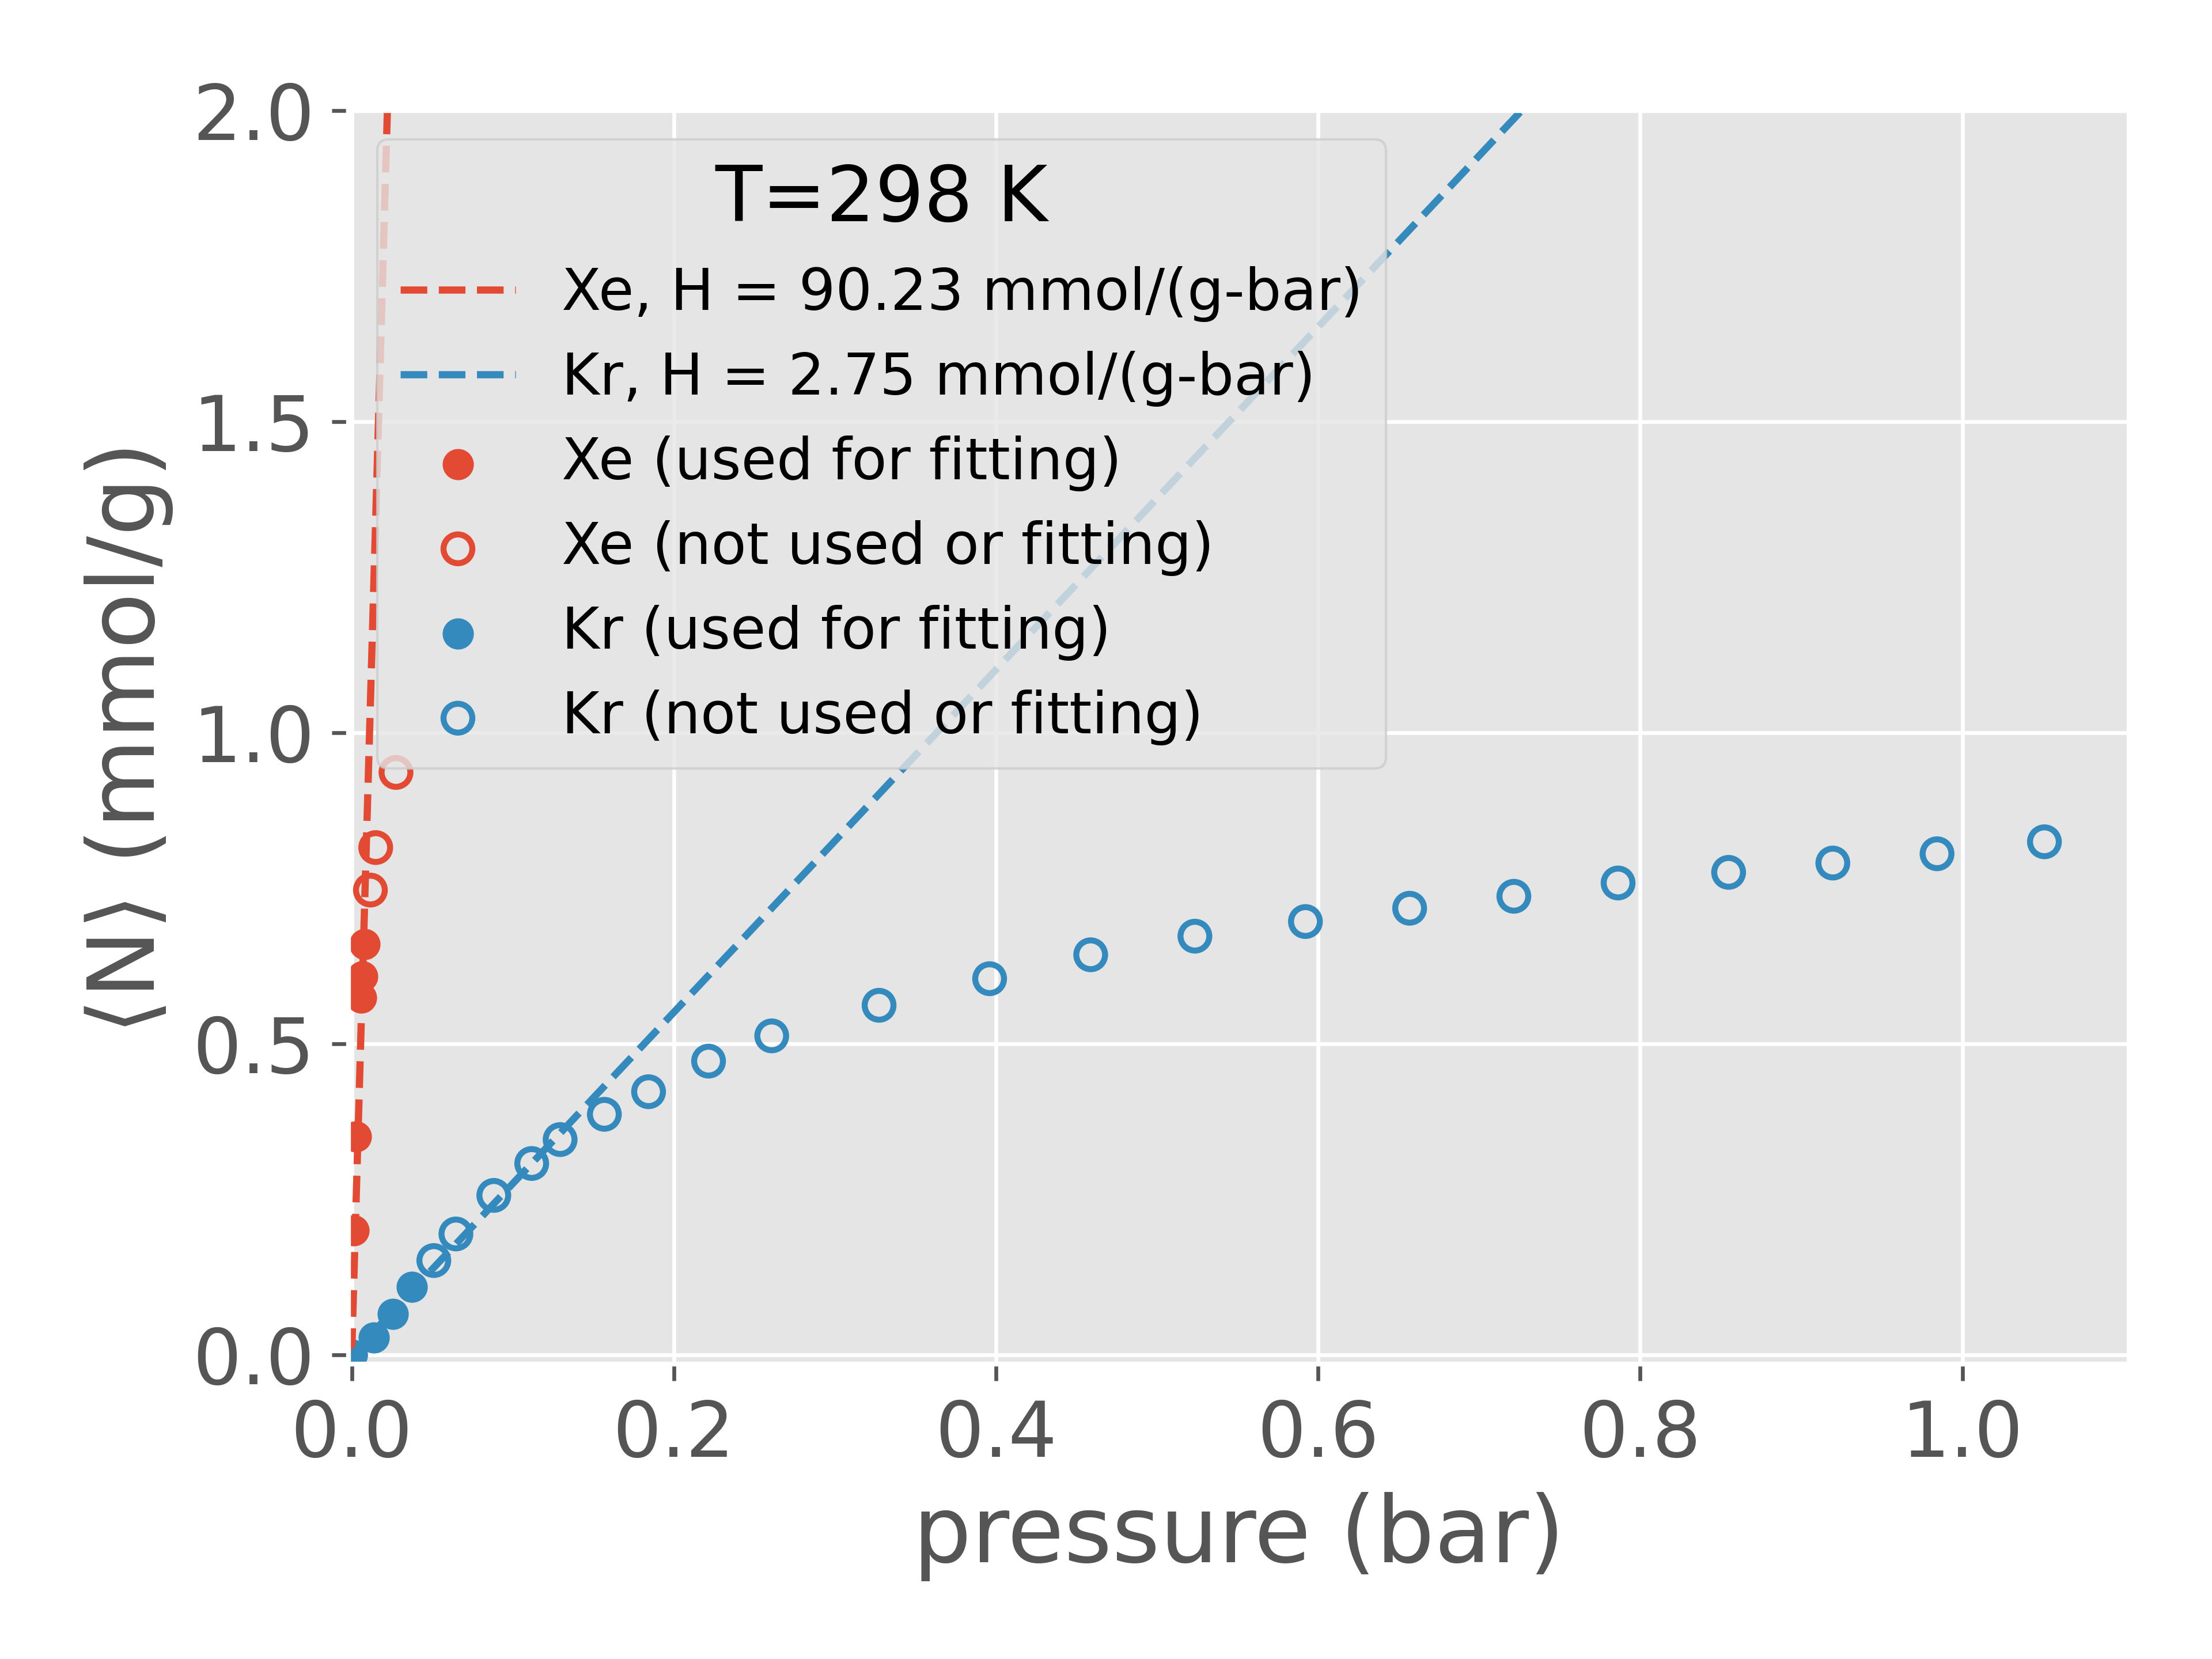 2.0
1.5
1.0
0.5
0.0
⟨N⟩ (mmol/g)
T=298 K
Xe, H = 90.23 mmol/(g-bar)
Kr, H = 2.75 mmol/(g-bar)
Xe (used for fitting)
Xe (not used or fitting)
Kr (used for fitting)
Kr (not used or fitting)
0.0 0.2 0.4 0.6 0.8 1.0
pressure (bar)